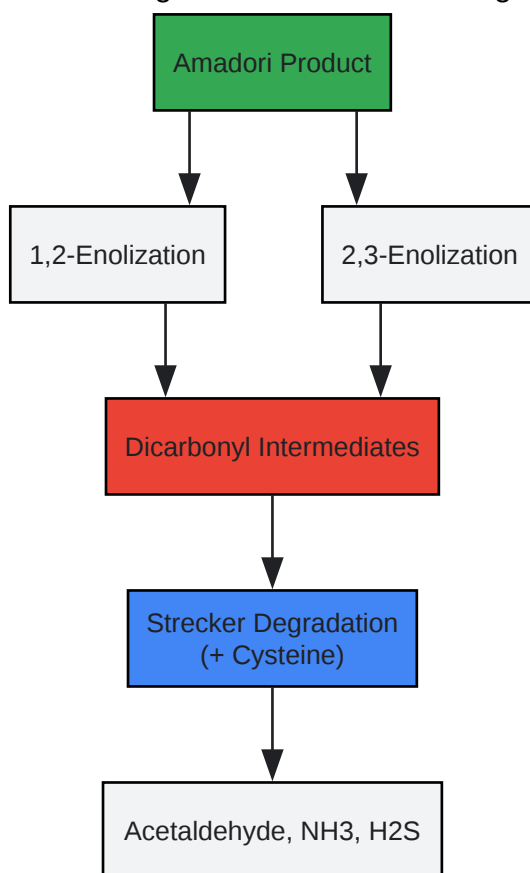 Amadori Product
1,2-Enolization
2,3-Enolization
Dicarbonyl Intermediates
Strecker Degradation
(+ Cysteine)
Acetaldehyde, NH3, H2S